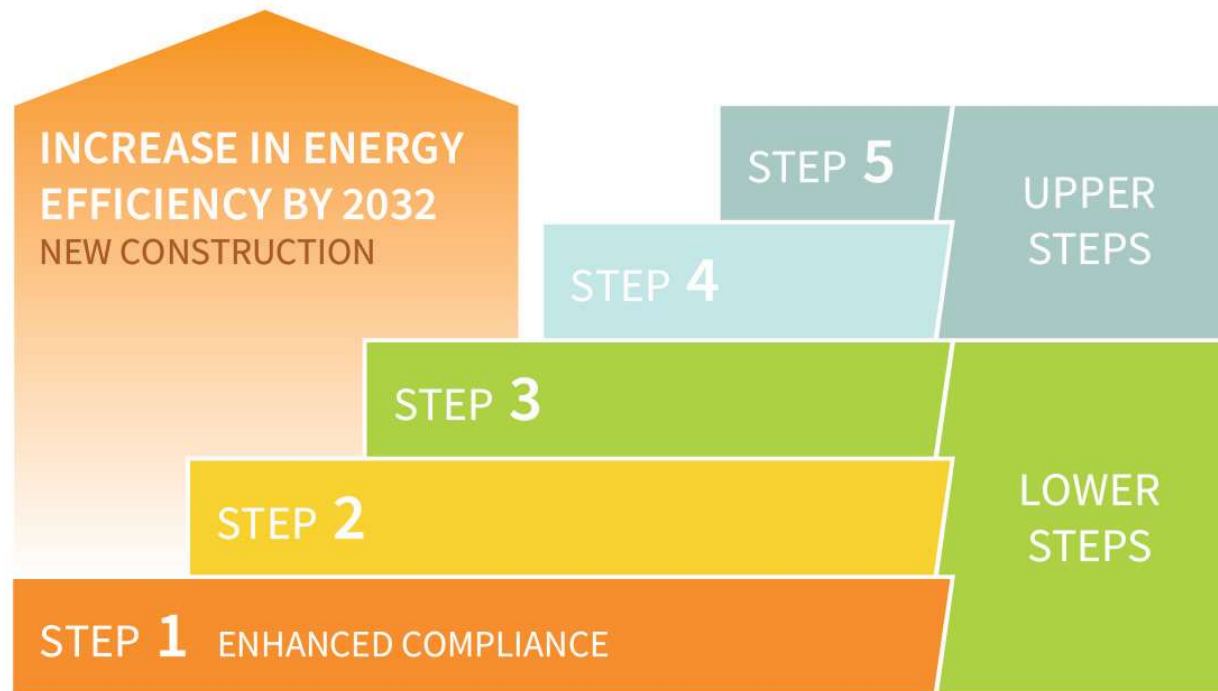 INCREASE IN ENERGY
EFFICIENCY BY 2032
NEW CONSTRUCTION
STEP 5
STEP 4
STEP 3
STEP 2
STEP 1 ENHANCED COMPLIANCE
UPPER
STEPS
LOWER
STEPS